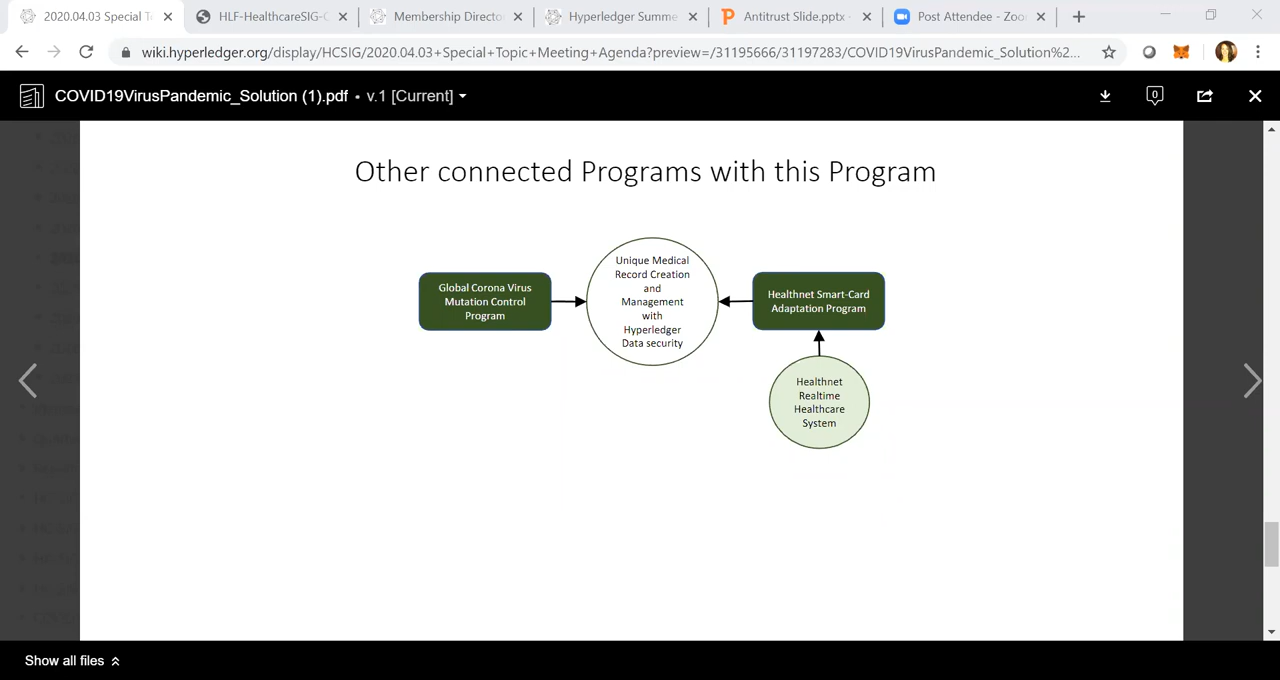 2020.04.03 Special T
HLF-HealthcareSIG-C
Membership Directo
Hyperledger Summe
Antitrust Slide.pptx -
Post Attendee - Zoo
wiki.hyperledger.org/display/HCSIG/2020.04.03+Special+Topic+Meeting+Agenda?preview=/31195666/31197283/COVID19VirusPandemic_Solution%2...
COVID19VirusPandemic_Solution (1).pdf • v.1 [Current]
0
Other connected Programs with this Program
Global Corona Virus
Mutation Control
Program
Unique Medical
Record Creation
and
Management
with
Hyperledger
Data security
Healthnet Smart-Card
Adaptation Program
Healthnet
Realtime
Healthcare
System
Show all files